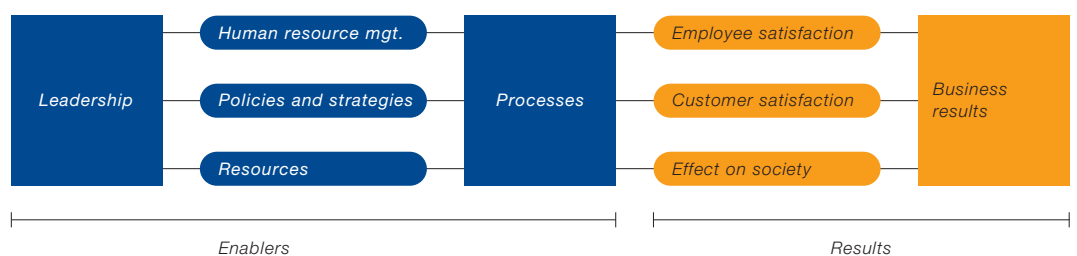 Human resource mgt.
Employee satisfaction
Leadership
Policies and strategies
Processes
Customer satisfaction
Business
results
Resources
Effect on society
Enablers
Results